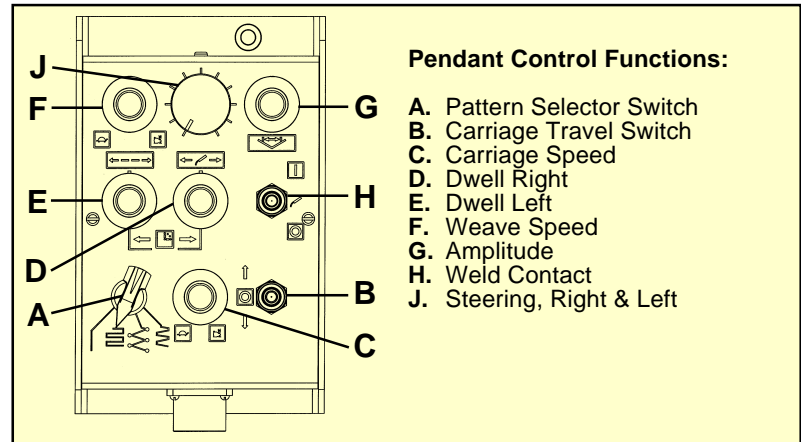 Pendant Control Functions:
A. Pattern Selector Switch
B. Carriage Travel Switch
C. Carriage Speed
D. Dwell Right
E. Dwell Left
F. Weave Speed
G. Amplitude
H. Weld Contact
J. Steering, Right & Left
J
F
G
E
H
D
B
A
C